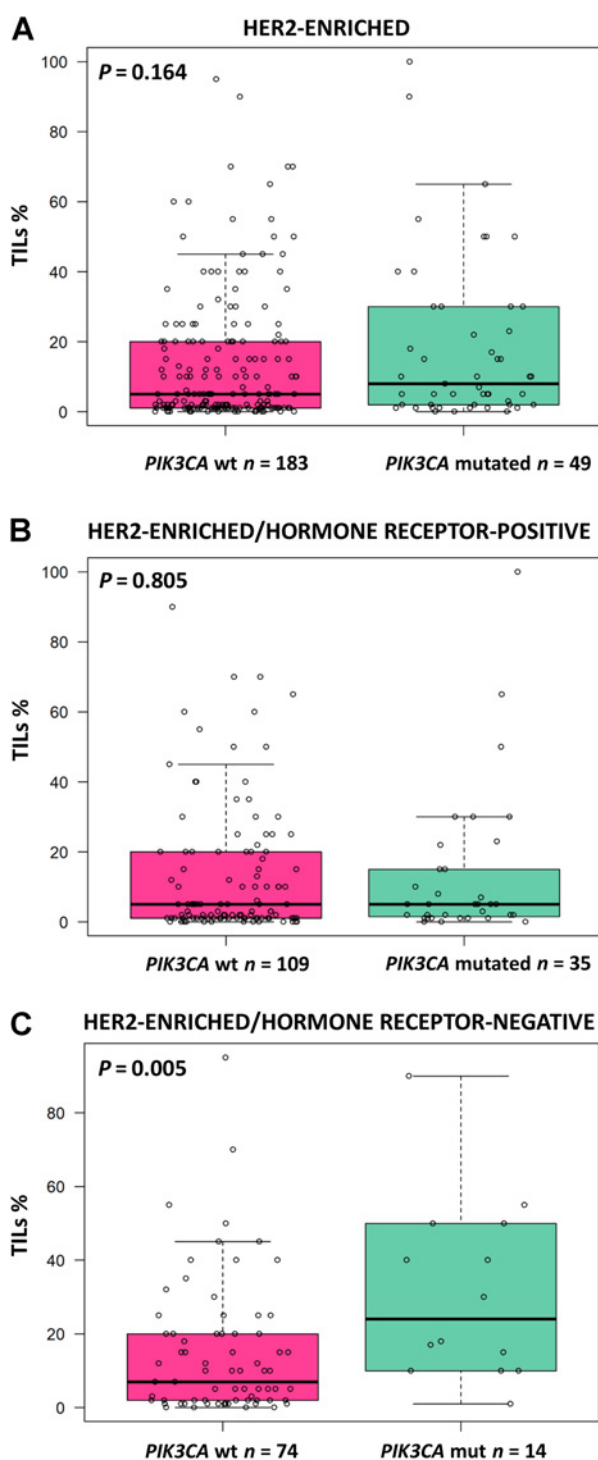 A
HER2-ENRICHED
P = 0.164
TILs %
100
80
60
40
20
0
PIK3CA wt n = 183
PIK3CA mutated n = 49
B
HER2-ENRICHED/HORMONE RECEPTOR-POSITIVE
P = 0.805
TILs %
100
80
60
40
20
0
PIK3CA wt n = 109
PIK3CA mutated n = 35
C
HER2-ENRICHED/HORMONE RECEPTOR-NEGATIVE
P = 0.005
TILs %
80
60
40
20
0
PIK3CA wt n = 74
PIK3CA mut n = 14